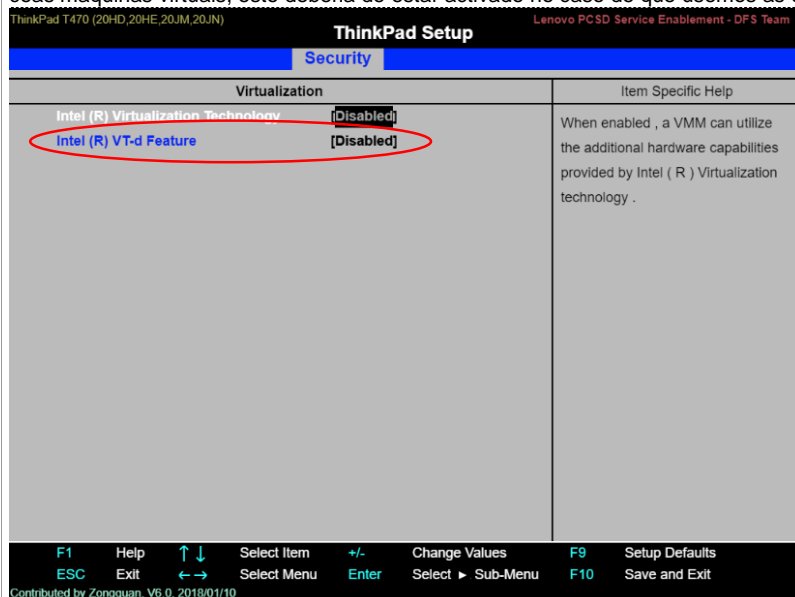 ThinkPad T470 (20HD,20HE,20JM,20JN)
ThinkPad Setup
Lenovo PCSD Service Enablement - DFS Team
Security
Virtualization
Item Specific Help
Intel (R) Virtualization Technology [Disabled]
Intel (R) VT-d Feature [Disabled]
When enabled , a VMM can utilize
the additional hardware capabilities
provided by Intel ( R ) Virtualization
technology .
F1 Help ↑↓ Select Item +/- Change Values F9 Setup Defaults
ESC Exit ←→ Select Menu Enter Select ► Sub-Menu F10 Save and Exit
Contributed by Zongquan, V6.0, 2018/01/10